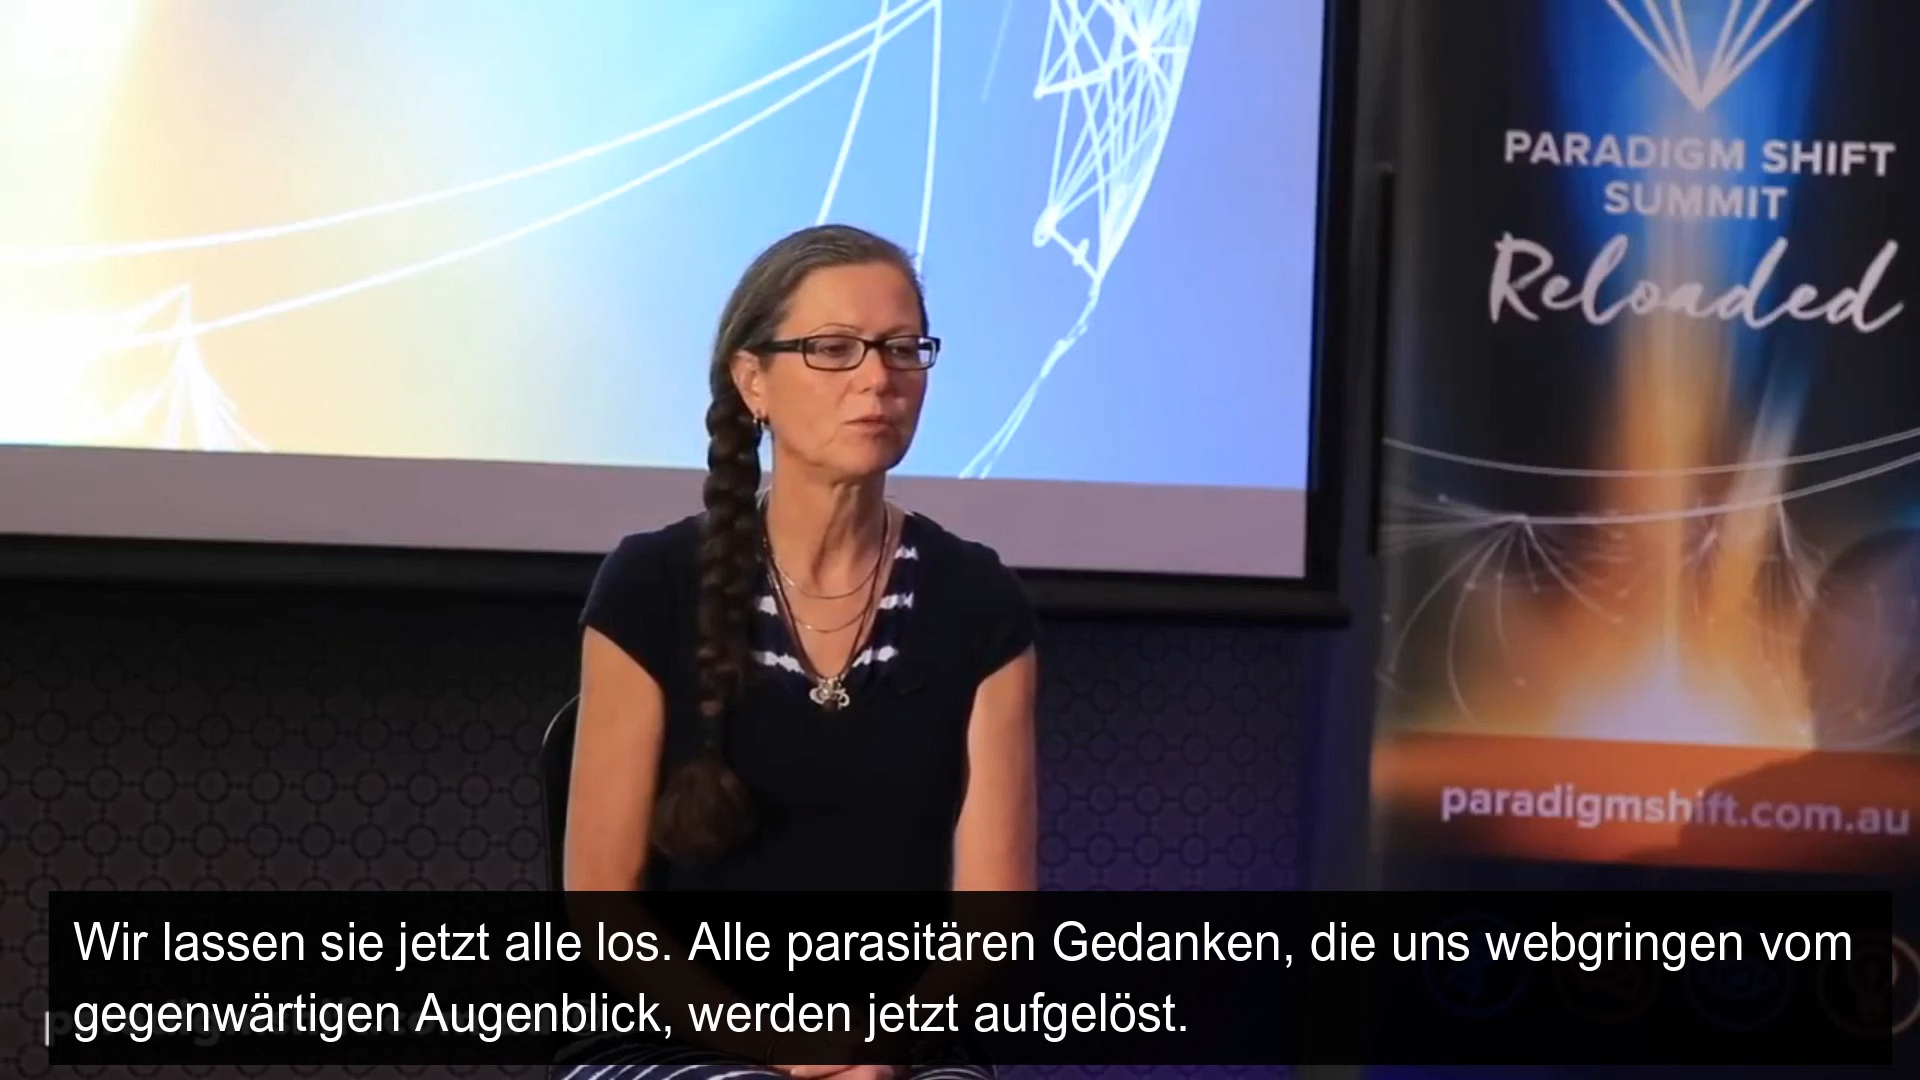 PARADIGM SHIFT
SUMMIT
Reloaded
paradigmshift.com.au
Wir lassen sie jetzt alle los. Alle parasitären Gedanken, die uns webgringen vom
gegenwärtigen Augenblick, werden jetzt aufgelöst.